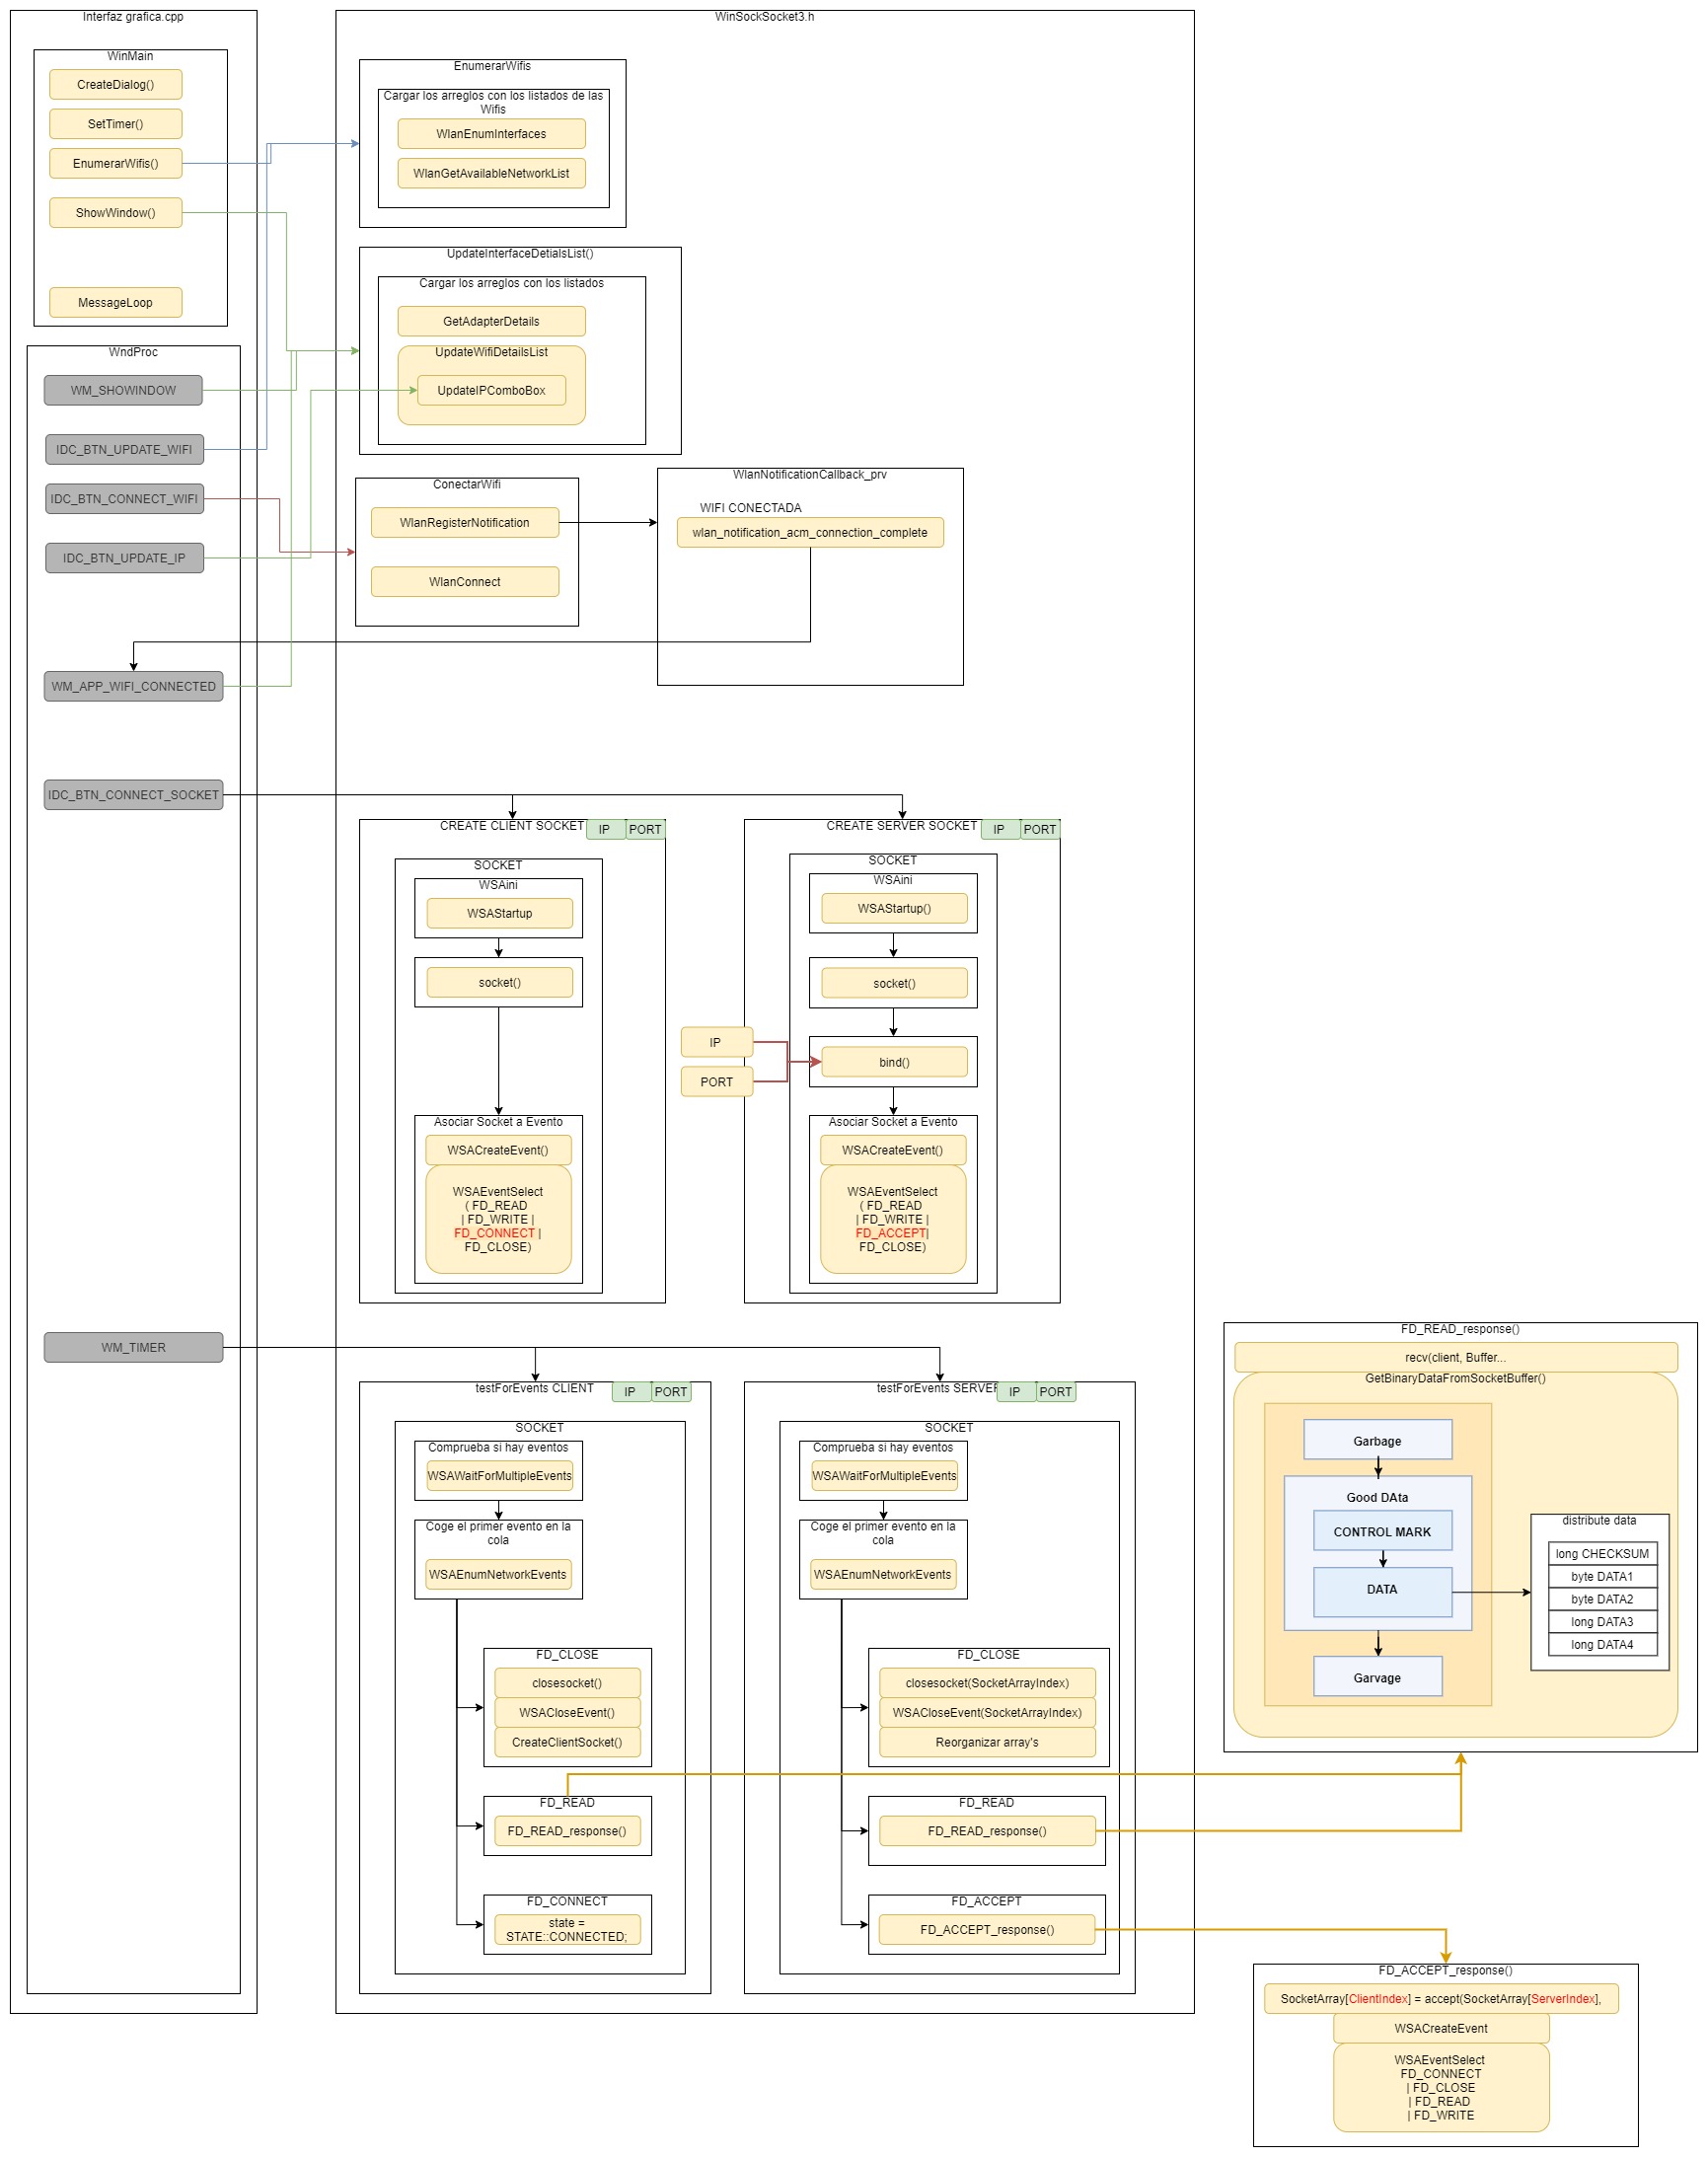 Interfaz grafica.cpp
WinMain
CreateDialog()
SetTimer()
EnumerarWifis()
ShowWindow()
MessageLoop
WndProc
WM_SHOWINDOW
IDC_BTN_UPDATE_WIFI
IDC_BTN_CONNECT_WIFI
IDC_BTN_UPDATE_IP
WM_APP_WIFI_CONNECTED
IDC_BTN_CONNECT_SOCKET
WM_TIMER
WinSockSocket3.h
EnumerarWifis
Cargar los arreglos con los listados de las
Wifis
WlanEnumInterfaces
WlanGetAvailableNetworkList
UpdateInterfaceDetialsList()
Cargar los arreglos con los listados
GetAdapterDetails
UpdateWifiDetailsList
UpdateIPComboBox
ConectarWifi
WlanRegisterNotification
WlanConnect
WlanNotificationCallback_prv
WIFI CONECTADA
wlan_notification_acm_connection_complete
CREATE CLIENT SOCKET
IP
PORT
SOCKET
WSAini
WSAStartup
socket()
Asociar Socket a Evento
WSACreateEvent()
WSAEventSelect
( FD_READ
| FD_WRITE |
FD_CONNECT |
FD_CLOSE)
CREATE SERVER SOCKET
IP
PORT
SOCKET
WSAini
WSAStartup()
socket()
IP
PORT
bind()
Asociar Socket a Evento
WSACreateEvent()
WSAEventSelect
( FD_READ
| FD_WRITE |
FD_ACCEPT|
FD_CLOSE)
testForEvents CLIENT
IP
PORT
SOCKET
Comprueba si hay eventos
WSAWaitForMultipleEvents
Coge el primer evento en la
cola
WSAEnumNetworkEvents
FD_CLOSE
closesocket()
WSACloseEvent()
CreateClientSocket()
FD_READ
FD_READ_response()
FD_CONNECT
state =
STATE::CONNECTED;
testForEvents SERVER
IP
PORT
SOCKET
Comprueba si hay eventos
WSAWaitForMultipleEvents
Coge el primer evento en la
cola
WSAEnumNetworkEvents
FD_CLOSE
closesocket(SocketArrayIndex)
WSACloseEvent(SocketArrayIndex)
Reorganizar array's
FD_READ
FD_READ_response()
FD_ACCEPT
FD_ACCEPT_response()
FD_READ_response()
recv(client, Buffer...
GetBinaryDataFromSocketBuffer()
Garbage
Good DAta
CONTROL MARK
DATA
Garvage
distribute data
long CHECKSUM
byte DATA1
byte DATA2
long DATA3
long DATA4
FD_ACCEPT_response()
SocketArray[ClientIndex] = accept(SocketArray[ServerIndex],
WSACreateEvent
WSAEventSelect
FD_CONNECT
| FD_CLOSE
| FD_READ
| FD_WRITE